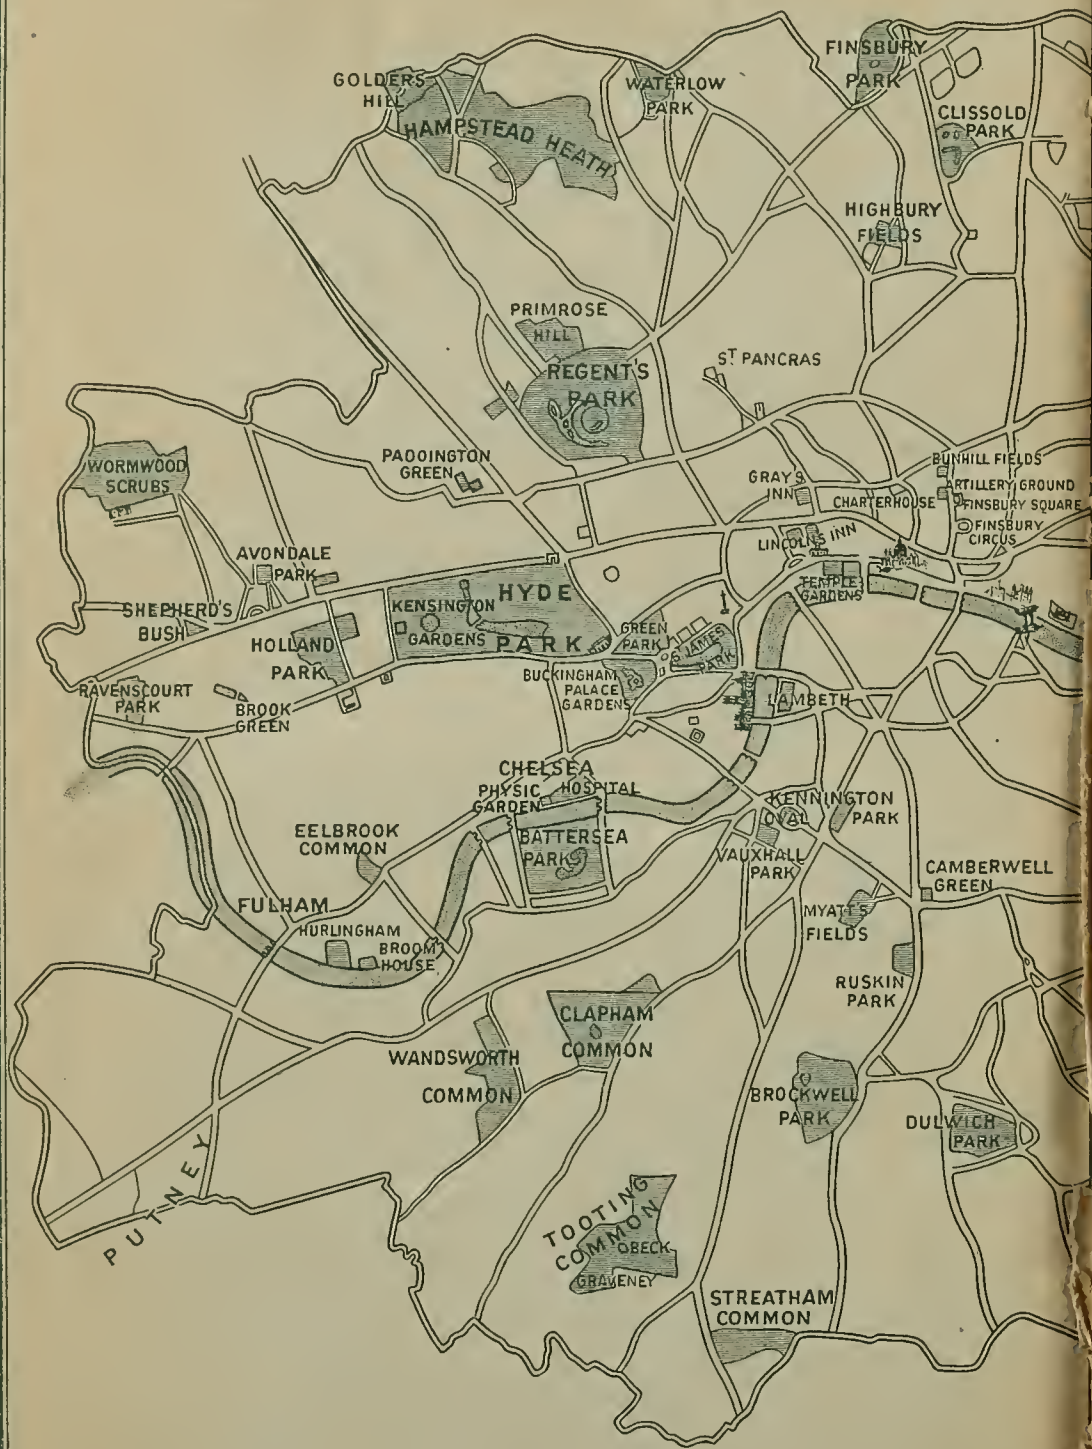 FINSBURY
PARK
GOLDERS
HILL
WATERLOW
PARK
HAMPSTEAD HEATH
CLISSOLD
PARK
HIGHBURY
FIELDS
PRIMROSE
HILL
REGENT'S
PARK
ST. PANCRAS
WORMWOOD
SCRUBS
PADDINGTON
GREEN
GRAY'S
INN
BUNHILL FIELDS
ARTILLERY GROUND
CHARTERHOUSE
FINSBURY SQUARE
FINSBURY
CIRCUS
LINCOLNS INN
AVONDALE
PARK
TEMPLE
GARDENS
HYDE
PARK
KENSINGTON
GARDENS
SHEPHERD'S
BUSH
HOLLAND
PARK
GREEN
PARK
ST JAMES
PARK
BUCKINGHAM
PALACE
GARDENS
RAVENSCOURT
PARK
BROOK
GREEN
LAMBETH
CHELSEA
HOSPITAL
PHYSIC
GARDEN
KENNINGTON
OVAL
PARK
EELBROOK
COMMON
BATTERSEA
PARK
VAUXHALL
PARK
CAMBERWELL
GREEN
FULHAM
HURLINGHAM
BROOM
HOUSE
MYATT'S
FIELDS
RUSKIN
PARK
CLAPHAM
COMMON
WANDSWORTH
COMMON
BROCKWELL
PARK
DULWICH
PARK
PUTNEY
TOOTING
COMMON
BECK
GRAVENEY
STREATHAM
COMMON